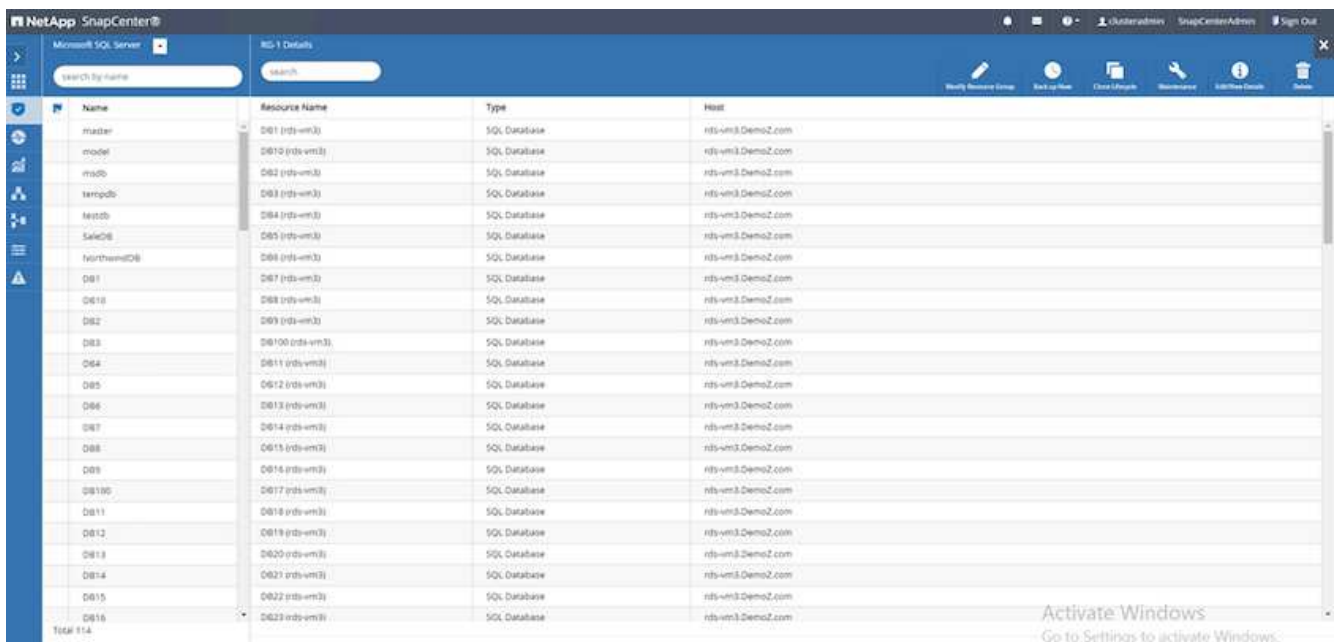 NetApp SnapCenter®
clusteradmin SnapCenterAdmin Sign Out
Microsoft SQL Server RG-1 Details
search by name search
Modify Resource Group Back up Now Clone Lifecycle Maintenance Edit/View Details Delete
Name Resource Name Type Host
master DB1 (rds-vm3) SQL Database rds-vm3.DemoZ.com
model DB10 (rds-vm3) SQL Database rds-vm3.DemoZ.com
msdb DB2 (rds-vm3) SQL Database rds-vm3.DemoZ.com
tempdb DB3 (rds-vm3) SQL Database rds-vm3.DemoZ.com
testdb DB4 (rds-vm3) SQL Database rds-vm3.DemoZ.com
SaleDB DB5 (rds-vm3) SQL Database rds-vm3.DemoZ.com
NorthwindDB DB6 (rds-vm3) SQL Database rds-vm3.DemoZ.com
DB1 DB7 (rds-vm3) SQL Database rds-vm3.DemoZ.com
DB10 DB8 (rds-vm3) SQL Database rds-vm3.DemoZ.com
DB2 DB9 (rds-vm3) SQL Database rds-vm3.DemoZ.com
DB3 DB100 (rds-vm3) SQL Database rds-vm3.DemoZ.com
DB4 DB11 (rds-vm3) SQL Database rds-vm3.DemoZ.com
DB5 DB12 (rds-vm3) SQL Database rds-vm3.DemoZ.com
DB6 DB13 (rds-vm3) SQL Database rds-vm3.DemoZ.com
DB7 DB14 (rds-vm3) SQL Database rds-vm3.DemoZ.com
DB8 DB15 (rds-vm3) SQL Database rds-vm3.DemoZ.com
DB9 DB16 (rds-vm3) SQL Database rds-vm3.DemoZ.com
DB100 DB17 (rds-vm3) SQL Database rds-vm3.DemoZ.com
DB11 DB18 (rds-vm3) SQL Database rds-vm3.DemoZ.com
DB12 DB19 (rds-vm3) SQL Database rds-vm3.DemoZ.com
DB13 DB20 (rds-vm3) SQL Database rds-vm3.DemoZ.com
DB14 DB21 (rds-vm3) SQL Database rds-vm3.DemoZ.com
DB15 DB22 (rds-vm3) SQL Database rds-vm3.DemoZ.com
DB16 DB23 (rds-vm3) SQL Database rds-vm3.DemoZ.com
Total 114
Activate Windows
Go to Settings to activate Windows.